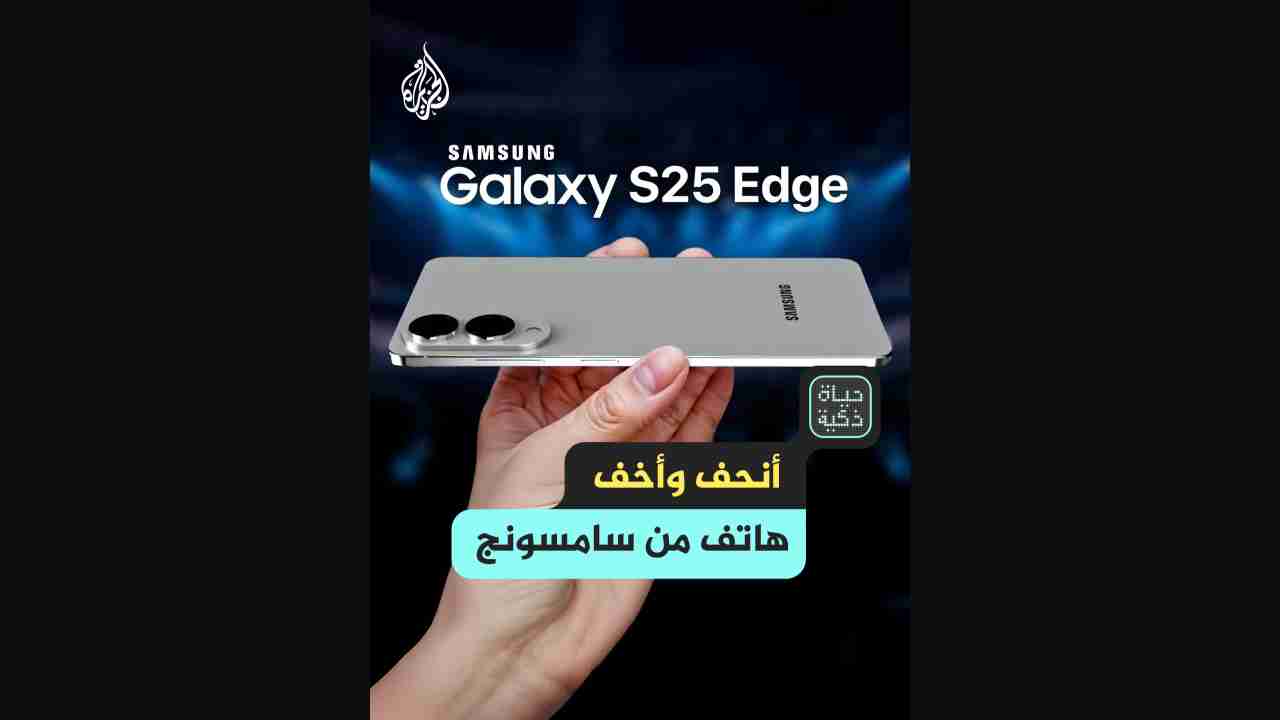 الجزيرة
SAMSUNG
Galaxy S25 Edge
SAMSUNG
حياة
ذكية
أنحف وأخف
هاتف من سامسونج